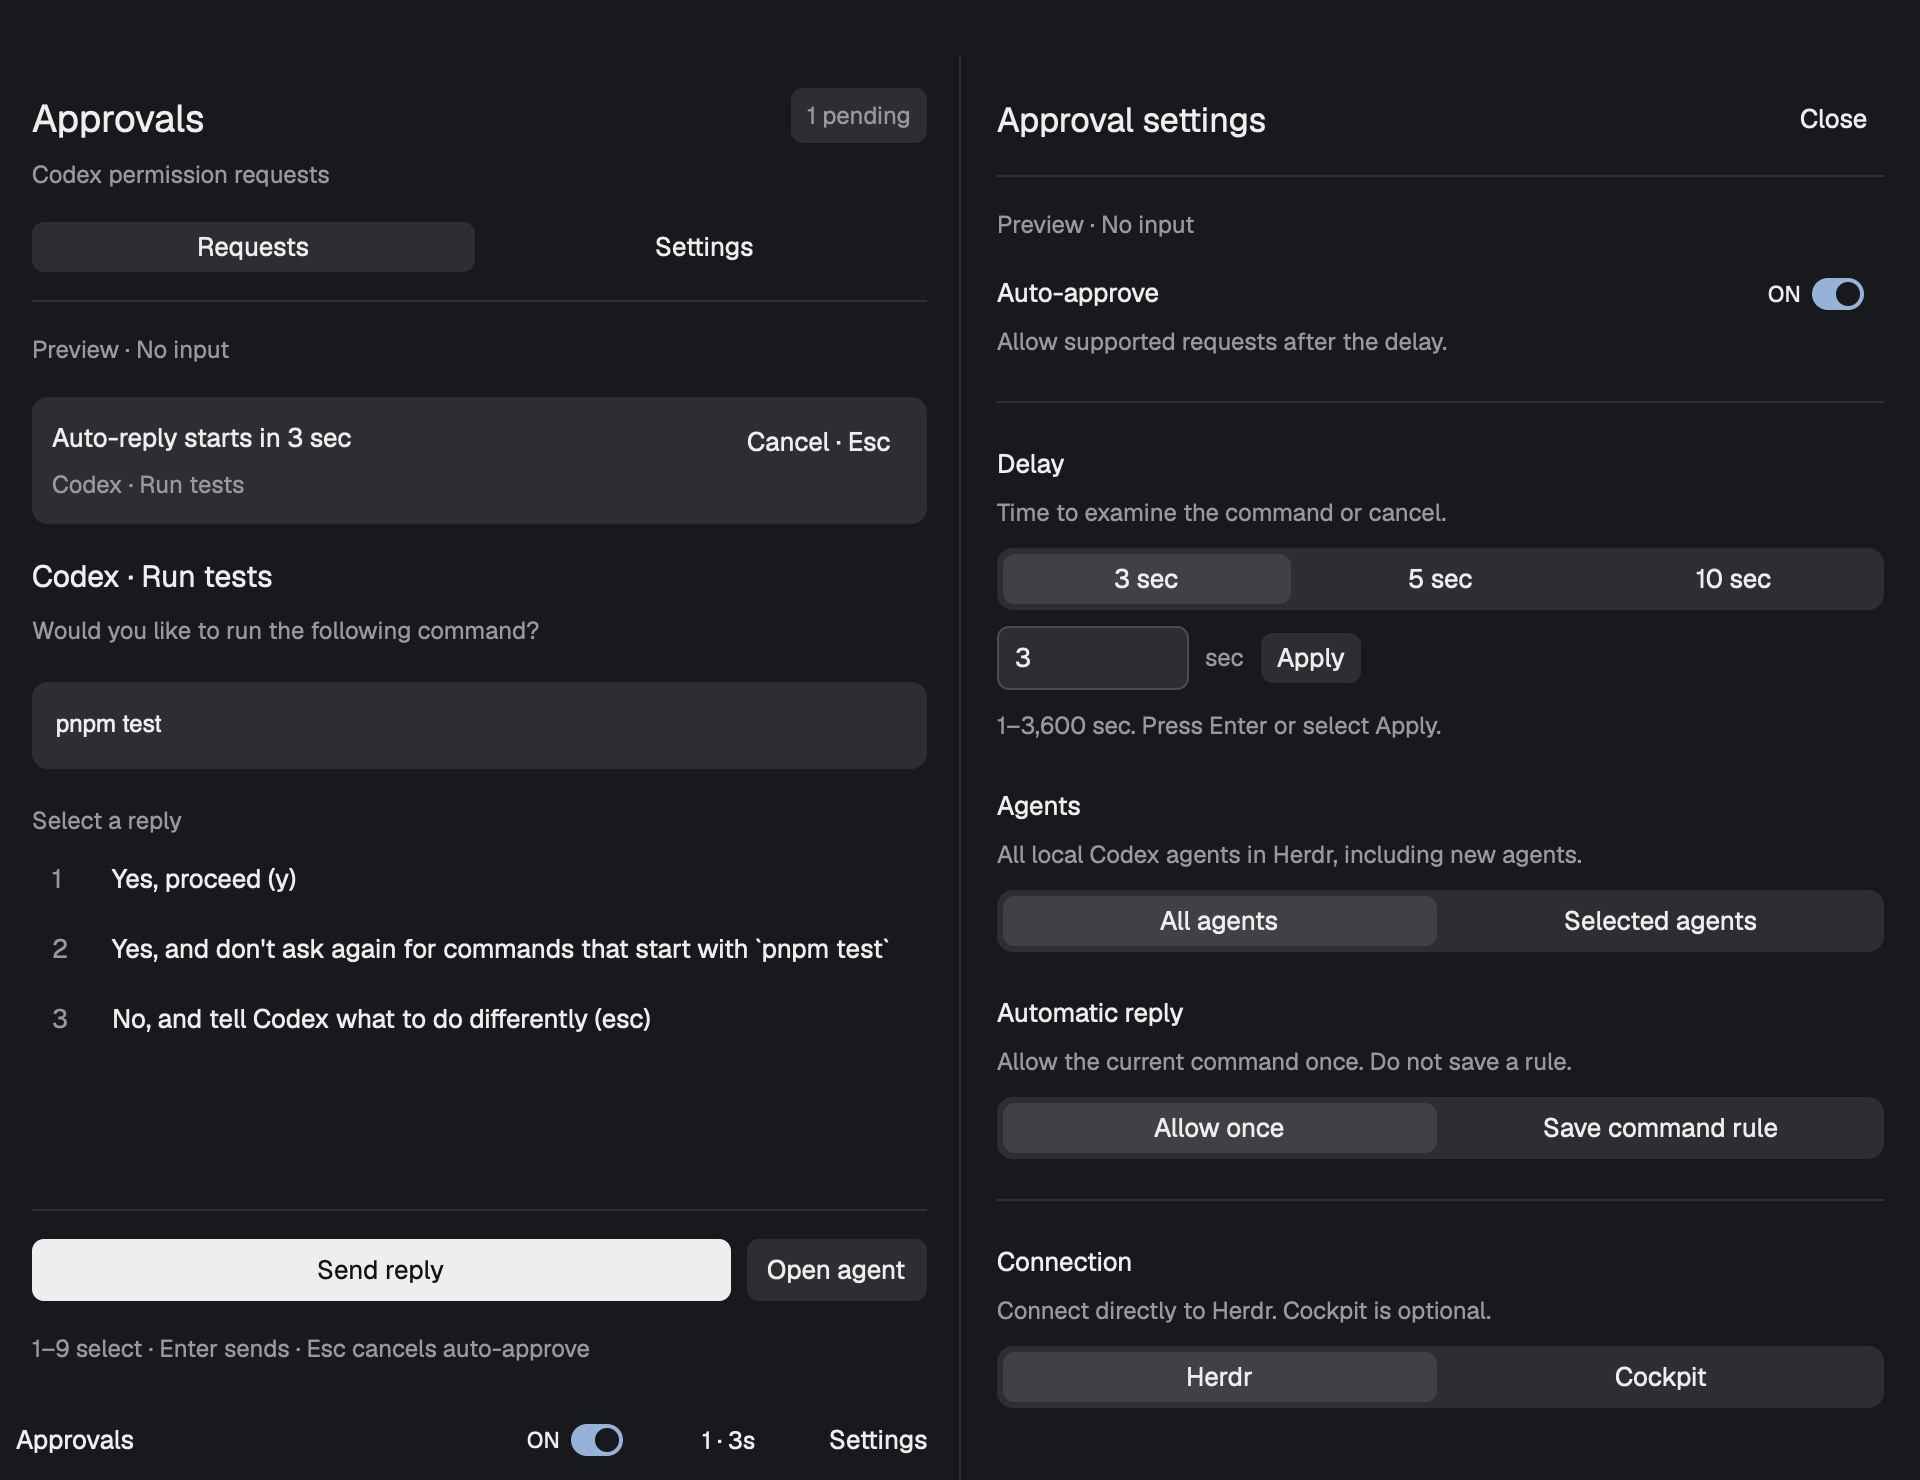 Approvals
1 pending
Codex permission requests
Requests
Settings
Preview · No input
Auto-reply starts in 3 sec
Cancel · Esc
Codex · Run tests
Codex · Run tests
Would you like to run the following command?
pnpm test
Select a reply
1 Yes, proceed (y)
2 Yes, and don't ask again for commands that start with `pnpm test`
3 No, and tell Codex what to do differently (esc)
Send reply
Open agent
1–9 select · Enter sends · Esc cancels auto-approve
Approvals
ON
1 · 3s
Settings
Approval settings
Close
Preview · No input
Auto-approve
ON
Allow supported requests after the delay.
Delay
Time to examine the command or cancel.
3 sec
5 sec
10 sec
3
sec
Apply
1–3,600 sec. Press Enter or select Apply.
Agents
All local Codex agents in Herdr, including new agents.
All agents
Selected agents
Automatic reply
Allow the current command once. Do not save a rule.
Allow once
Save command rule
Connection
Connect directly to Herdr. Cockpit is optional.
Herdr
Cockpit